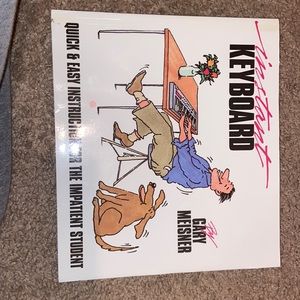 instant
KEYBOARD
QUICK & EASY INSTRUCTION FOR THE IMPATIENT STUDENT
By
GARY
MEISNER